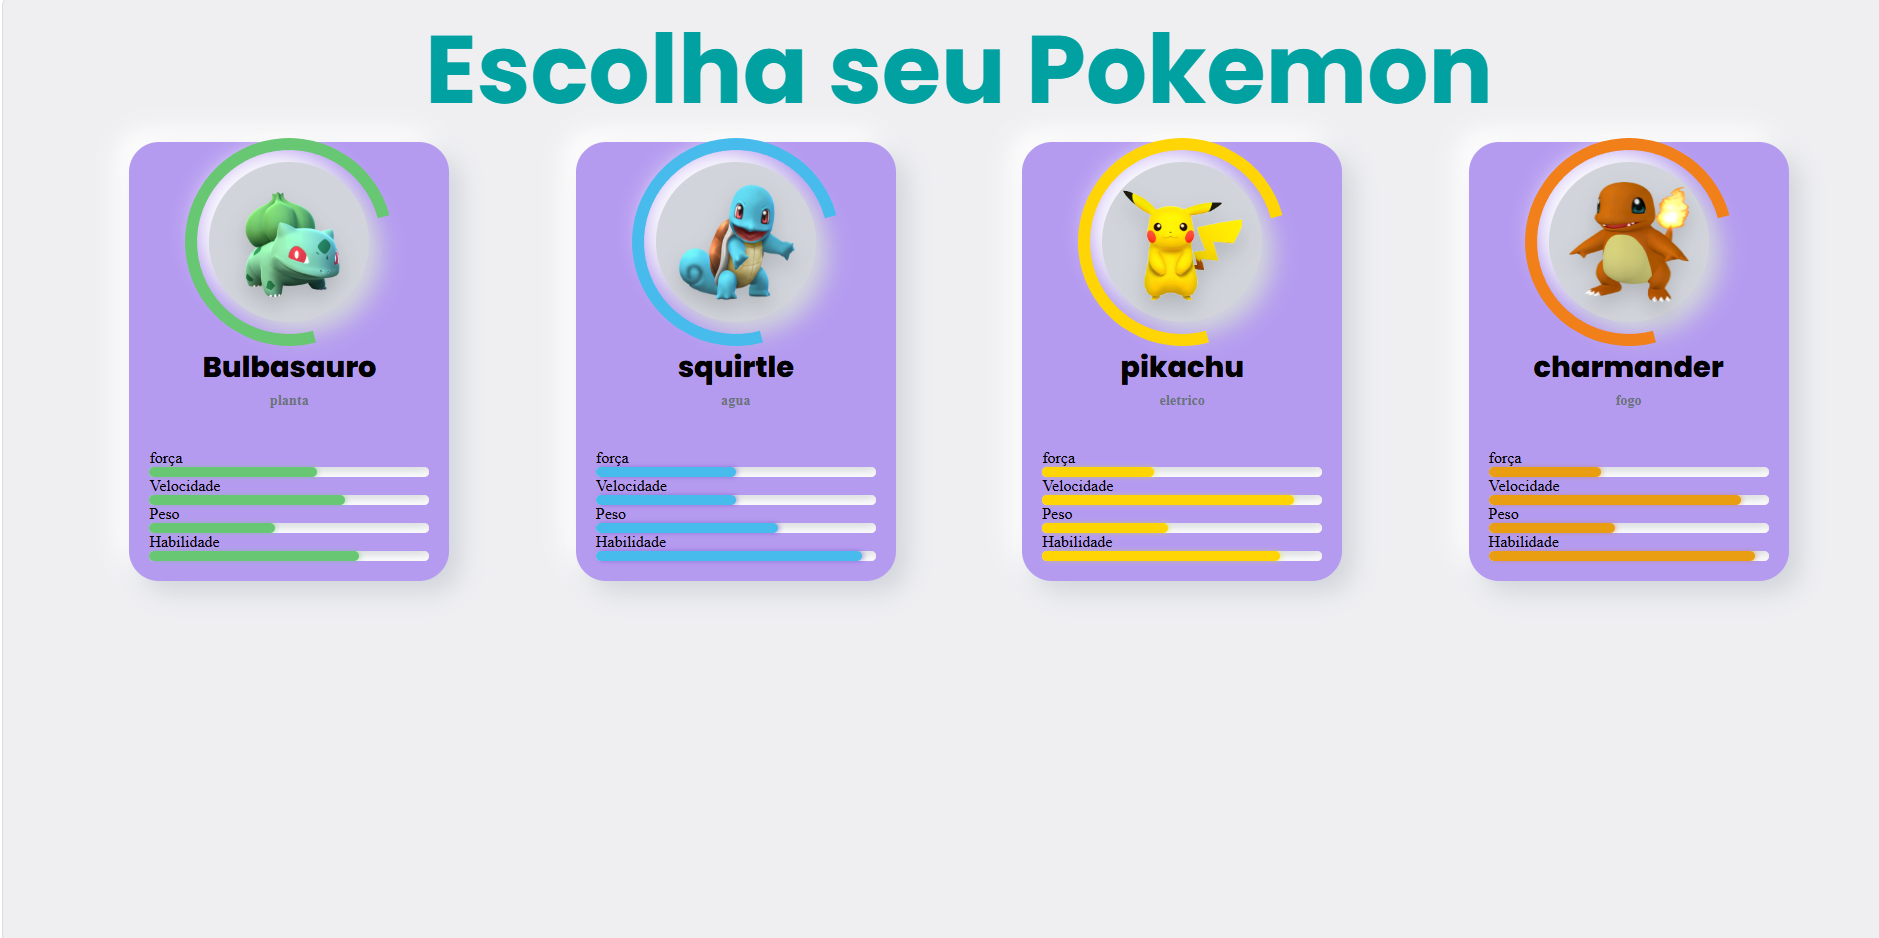 Escolha seu Pokemon
Bulbasauro
planta
força
Velocidade
Peso
Habilidade
squirtle
agua
força
Velocidade
Peso
Habilidade
pikachu
eletrico
força
Velocidade
Peso
Habilidade
charmander
fogo
força
Velocidade
Peso
Habilidade